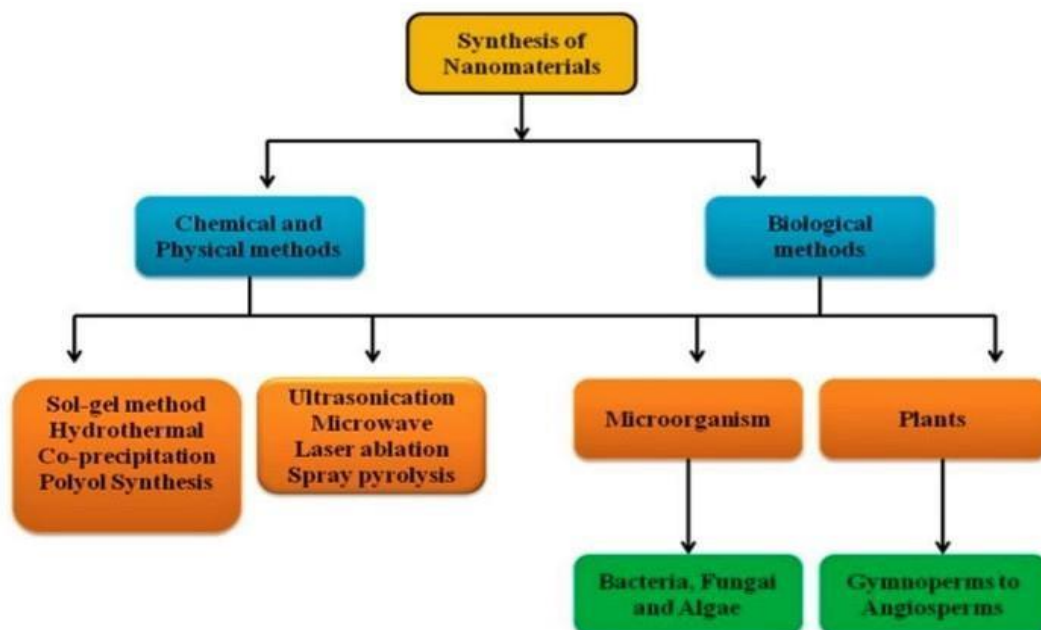 Synthesis of
Nanomaterials
Chemical and
Physical methods
Biological
methods
Sol-gel method
Hydrothermal
Co-precipitation
Polyol Synthesis
Ultrasonication
Microwave
Laser ablation
Spray pyrolysis
Microorganism
Plants
Bacteria, Fungai
and Algae
Gymnoperms to
Angiosperms